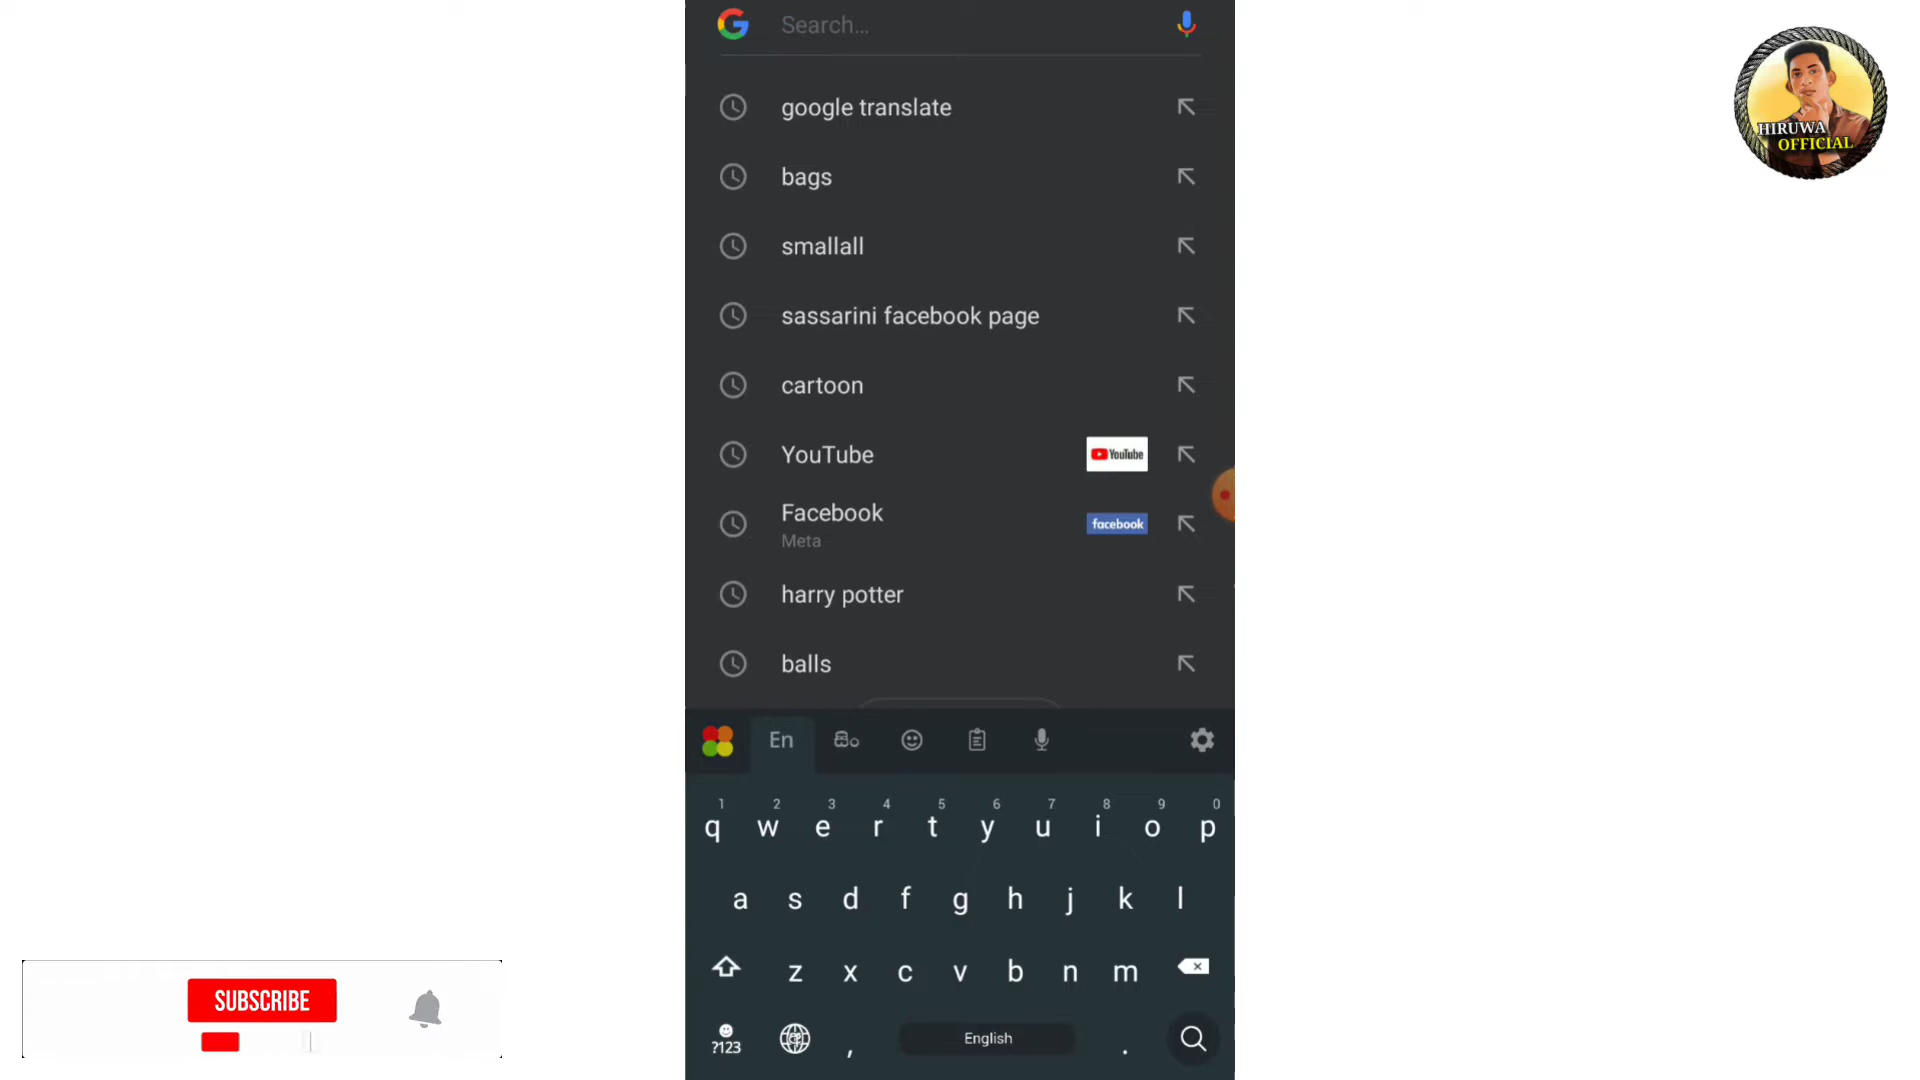 Search...
HIRUWA
OFFICIAL
google translate
bags
smallall
sassarini facebook page
cartoon
YouTube
YouTube
Facebook
facebook
Meta
harry potter
balls
En
සිං
1 2 3 4 5 6 7 8 9 0
q w e r t y u i o p
a s d f g h j k l
z x c v b n m
?123 , English .
SUBSCRIBE